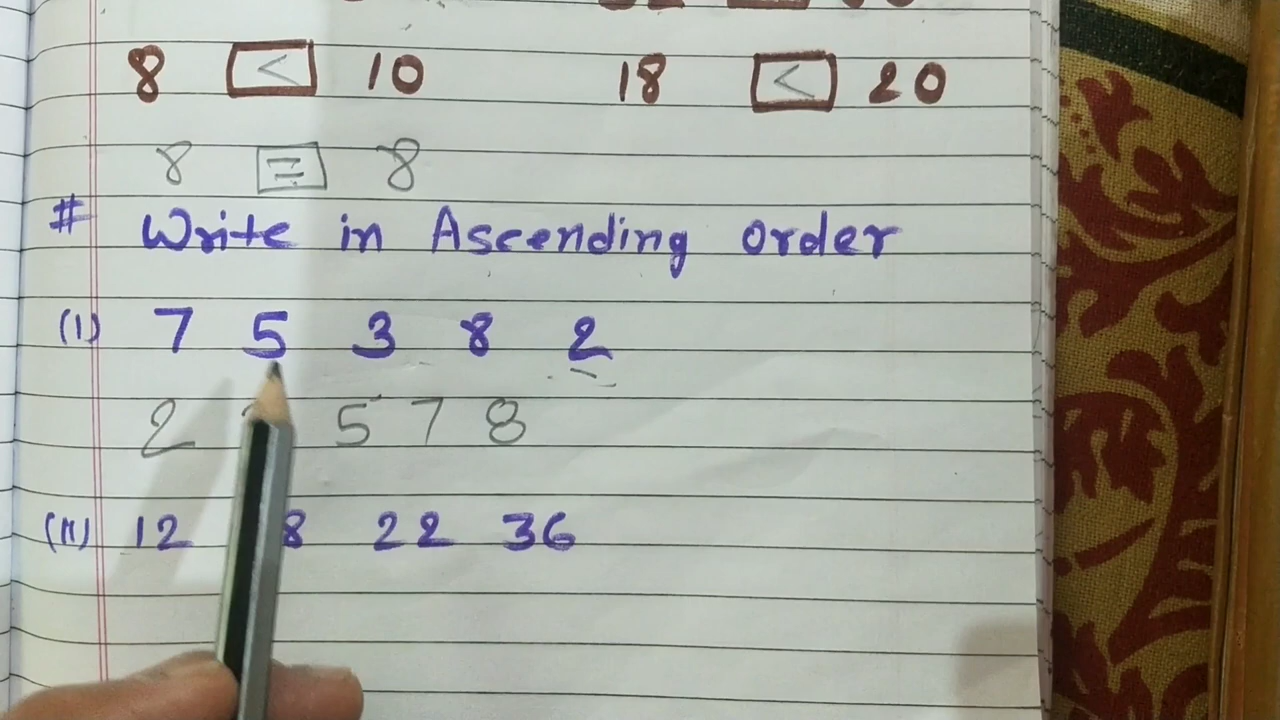 8 < 10 18 < 20
8 = 8
# Write in Ascending order
(I) 7 5 3 8 2
2 5 7 8
(II) 12 8 22 36